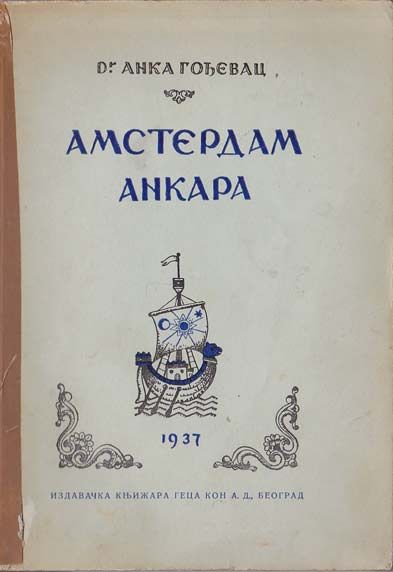 Dr АНКА ГОЂЕВАЦ
АМСТЕРДАМ
АНКАРА
1937
ИЗДАВАЧКА КЊИЖАРА ГЕЦА КОН А. Д., БЕОГРАД